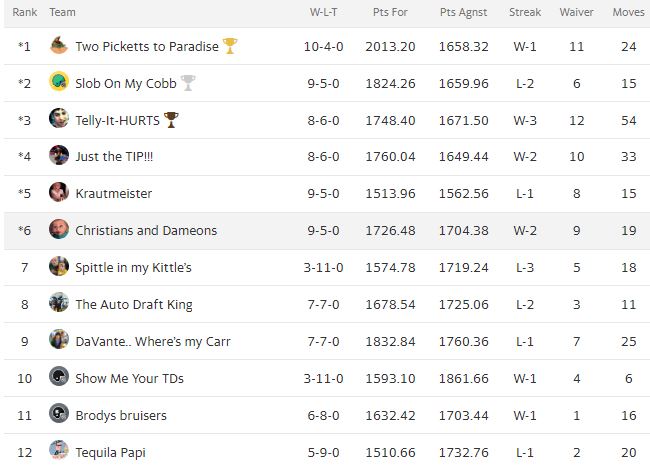 Rank Team W-L-T Pts For Pts Agnst Streak Waiver Moves
*1 Two Picketts to Paradise 10-4-0 2013.20 1658.32 W-1 11 24
*2 Slob On My Cobb 9-5-0 1824.26 1659.96 L-2 6 15
*3 Telly-It-HURTS 8-6-0 1748.40 1671.50 W-3 12 54
*4 Just the TIP!!! 8-6-0 1760.04 1649.44 W-2 10 33
*5 Krautmeister 9-5-0 1513.96 1562.56 L-1 8 15
*6 Christians and Dameons 9-5-0 1726.48 1704.38 W-2 9 19
7 Spittle in my Kittle's 3-11-0 1574.78 1719.24 L-3 5 18
8 The Auto Draft King 7-7-0 1678.54 1725.06 L-2 3 11
9 DaVante.. Where's my Carr 7-7-0 1832.84 1760.36 L-1 7 25
10 Show Me Your TDs 3-11-0 1593.10 1861.66 W-1 4 6
11 Brodys bruisers 6-8-0 1632.42 1703.44 W-1 1 16
12 Tequila Papi 5-9-0 1510.66 1732.76 L-1 2 20